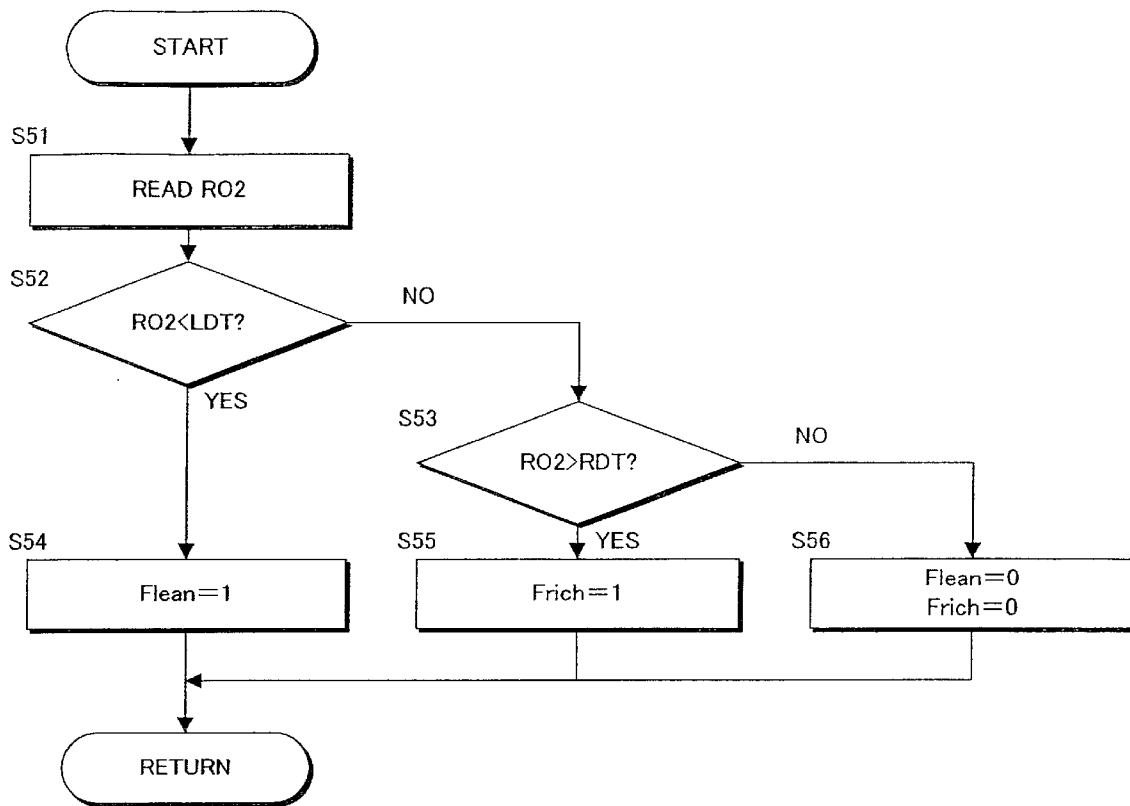 START
S51
READ RO2
S52
RO2<LDT?
NO
YES
S53
RO2>RDT?
NO
YES
S54
Flean=1
S55
Frich=1
S56
Flean=0
Frich=0
RETURN